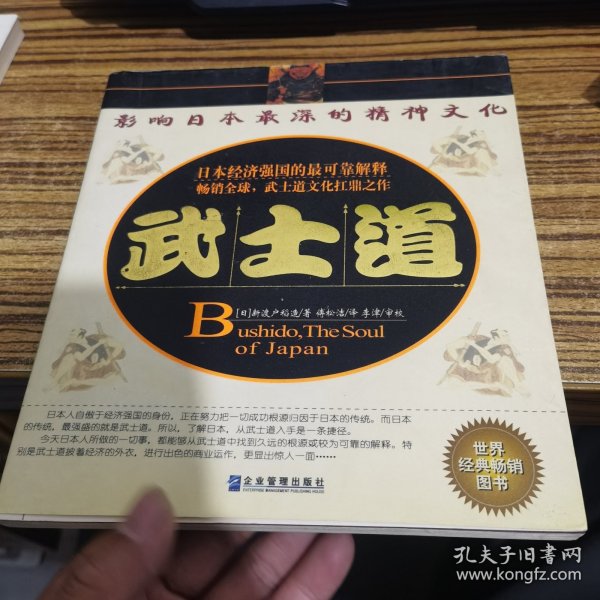 影响日本最深的精神文化
日本经济强国的最可靠解释
畅销全球，武士道文化扛鼎之作
武士道
[日]新渡户稻造/著 傅松洁/译 李津/审校
Bushido,The Soul
of Japan
日本人自傲于经济强国的身份，正在努力把一切成功根源归因于日本的传统。而日本
的传统，最强盛的就是武士道。所以，了解日本，从武士道入手是一条捷径。
今天日本人所做的一切事，都能够从武士道中找到久远的根源或较为可靠的解释。特
别是武士道披着经济的外衣，进行出色的商业运作，更显出惊人一面……
世界
经典畅销
图书
企业管理出版社
ENTERPRISE MANAGEMENT PUBLISHING HOUSE
孔夫子旧书网
www.kongfz.com